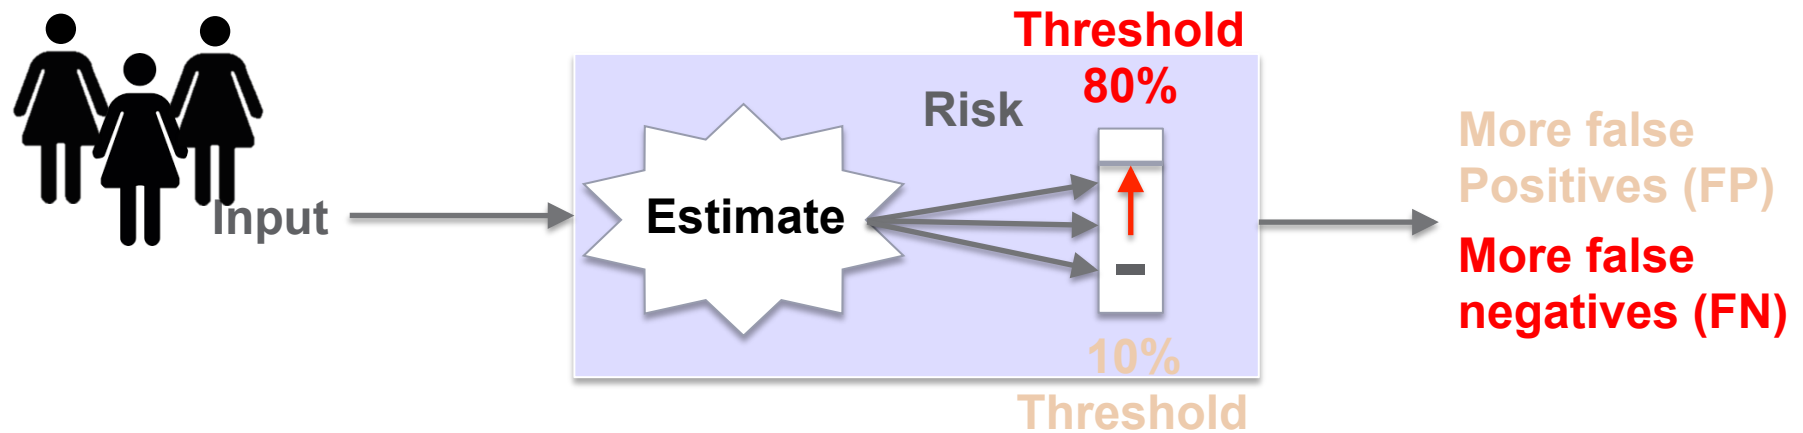 Input
Estimate
Risk
Threshold
80%
10%
Threshold
More false
Positives (FP)
More false
negatives (FN)